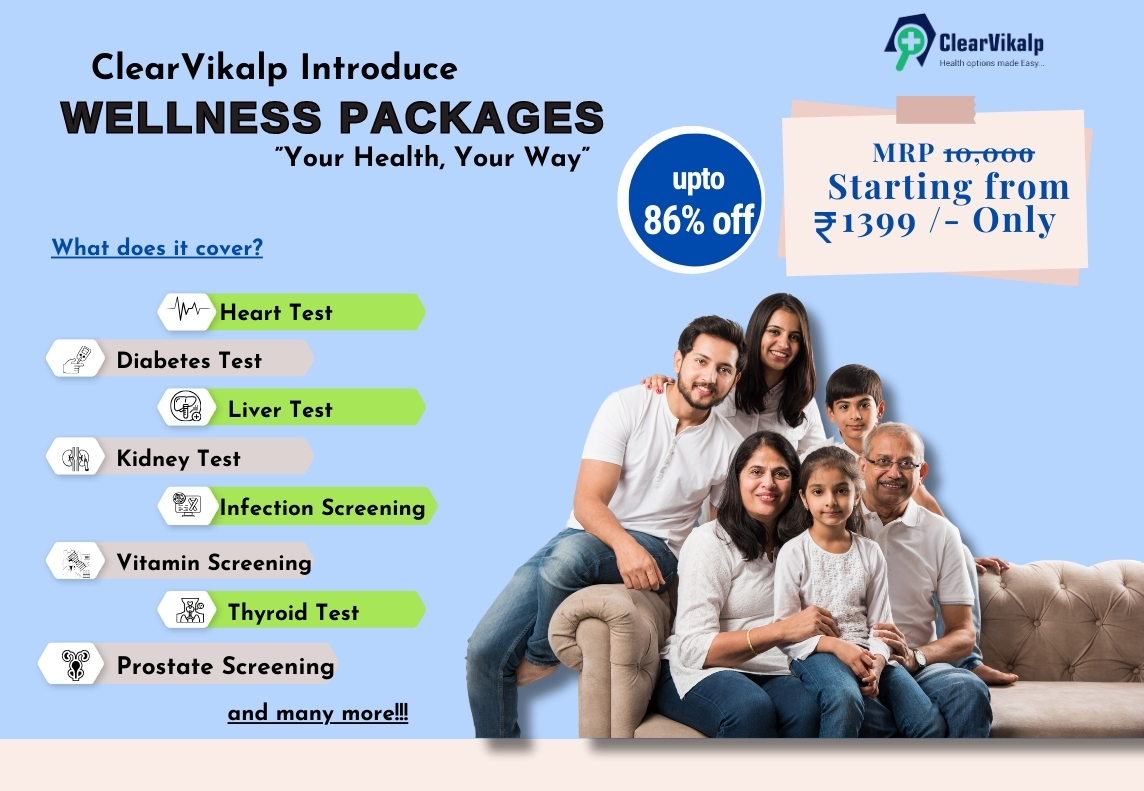 ClearVikalp
Health options made Easy...
ClearVikalp Introduce
WELLNESS PACKAGES
"Your Health, Your Way"
upto
86% off
MRP 10,000
Starting from
₹1399 /- Only
What does it cover?
Heart Test
Diabetes Test
Liver Test
Kidney Test
Infection Screening
Vitamin Screening
Thyroid Test
Prostate Screening
and many more!!!